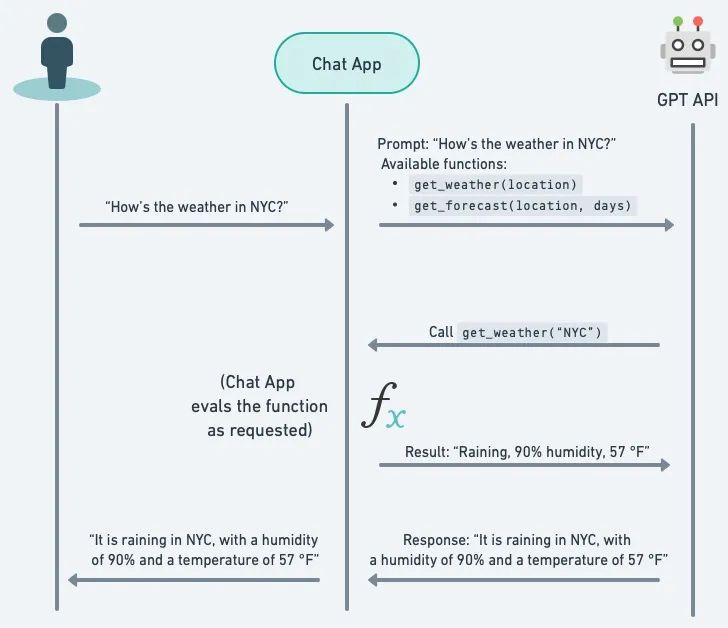 Chat App
GPT API
Prompt: “How’s the weather in NYC?”
Available functions:
• get_weather(location)
• get_forecast(location, days)
“How’s the weather in NYC?”
Call get_weather(“NYC”)
(Chat App
evals the function
as requested)
fx
Result: “Raining, 90% humidity, 57 °F”
“It is raining in NYC, with a humidity
of 90% and a temperature of 57 °F”
Response: “It is raining in NYC, with
a humidity of 90% and a temperature of 57 °F”